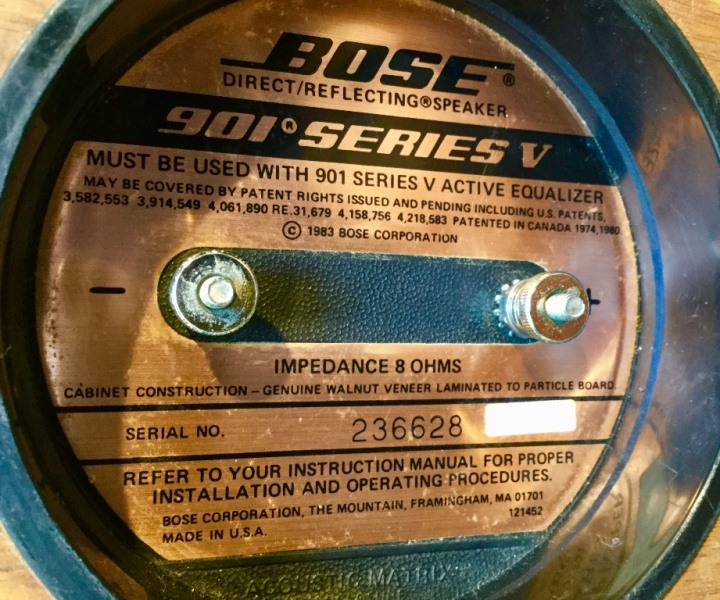 BOSE®
DIRECT/REFLECTING® SPEAKER
901® SERIES V
MUST BE USED WITH 901 SERIES V ACTIVE EQUALIZER
MAY BE COVERED BY PATENT RIGHTS ISSUED AND PENDING INCLUDING U.S. PATENTS,
3,582,553 3,914,549 4,061,890 RE.31,679 4,158,756 4,218,583 PATENTED IN CANADA 1974,1980
© 1983 BOSE CORPORATION
− +
IMPEDANCE 8 OHMS
CABINET CONSTRUCTION – GENUINE WALNUT VENEER LAMINATED TO PARTICLE BOARD.
SERIAL NO. 236628
REFER TO YOUR INSTRUCTION MANUAL FOR PROPER
INSTALLATION AND OPERATING PROCEDURES.
BOSE CORPORATION, THE MOUNTAIN, FRAMINGHAM, MA 01701
MADE IN U.S.A. 121452
ACOUSTIC MATRIX